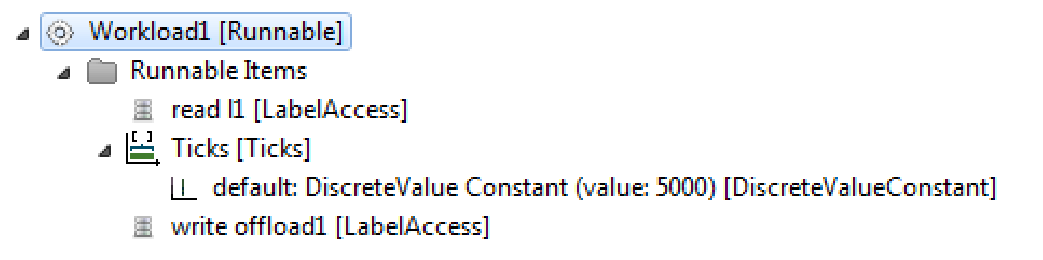 Workload1 [Runnable]
Runnable Items
read l1 [LabelAccess]
Ticks [Ticks]
default: DiscreteValue Constant (value: 5000) [DiscreteValueConstant]
write offload1 [LabelAccess]